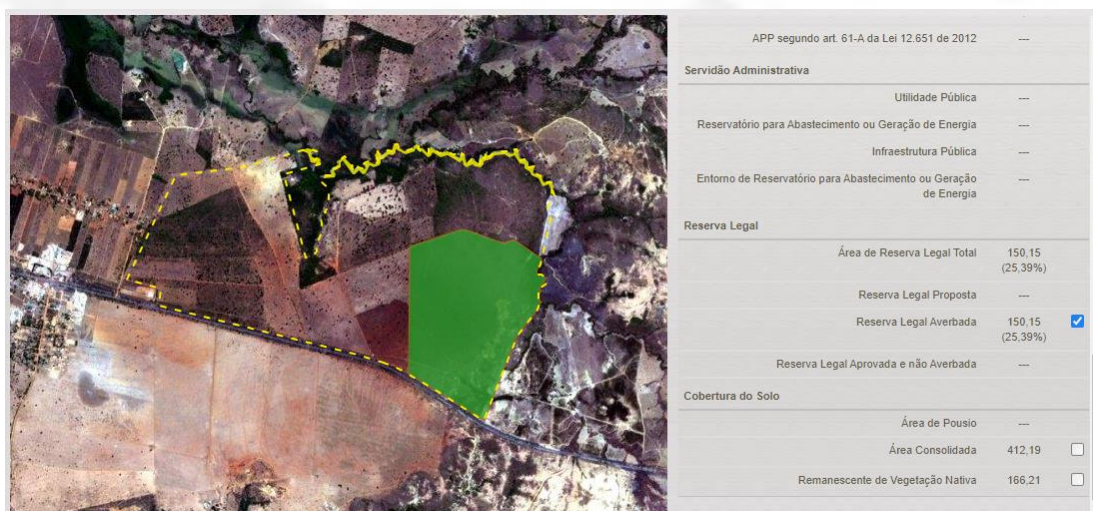 APP segundo art. 61-A da Lei 12.651 de 2012 ---
Servidão Administrativa
Utilidade Pública ---
Reservatório para Abastecimento ou Geração de Energia ---
Infraestrutura Pública ---
Entorno de Reservatório para Abastecimento ou Geração ---
de Energia
Reserva Legal
Área de Reserva Legal Total 150,15
(25,39%)
Reserva Legal Proposta ---
Reserva Legal Averbada 150,15
(25,39%)
Reserva Legal Aprovada e não Averbada ---
Cobertura do Solo
Área de Pousio ---
Área Consolidada 412,19
Remanescente de Vegetação Nativa 166,21